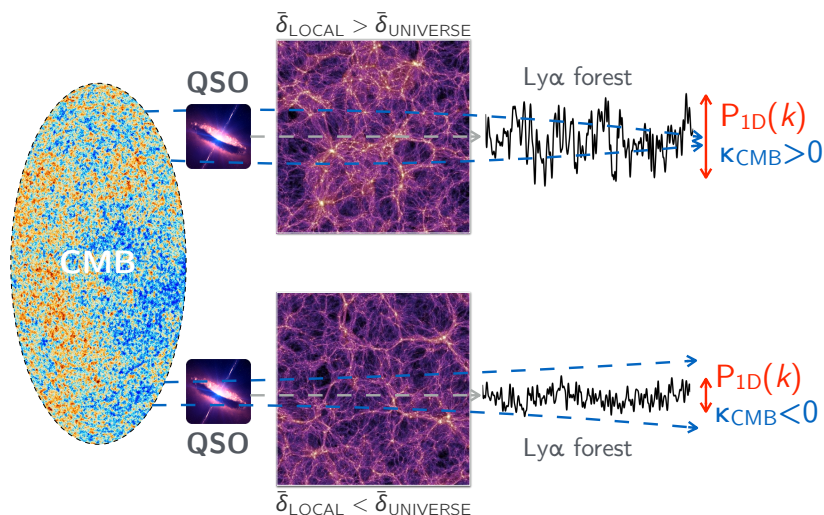 δ̄LOCAL > δ̄UNIVERSE
QSO
Lyα forest
P1D(k)
κCMB>0
CMB
P1D(k)
κCMB<0
QSO
Lyα forest
δ̄LOCAL < δ̄UNIVERSE